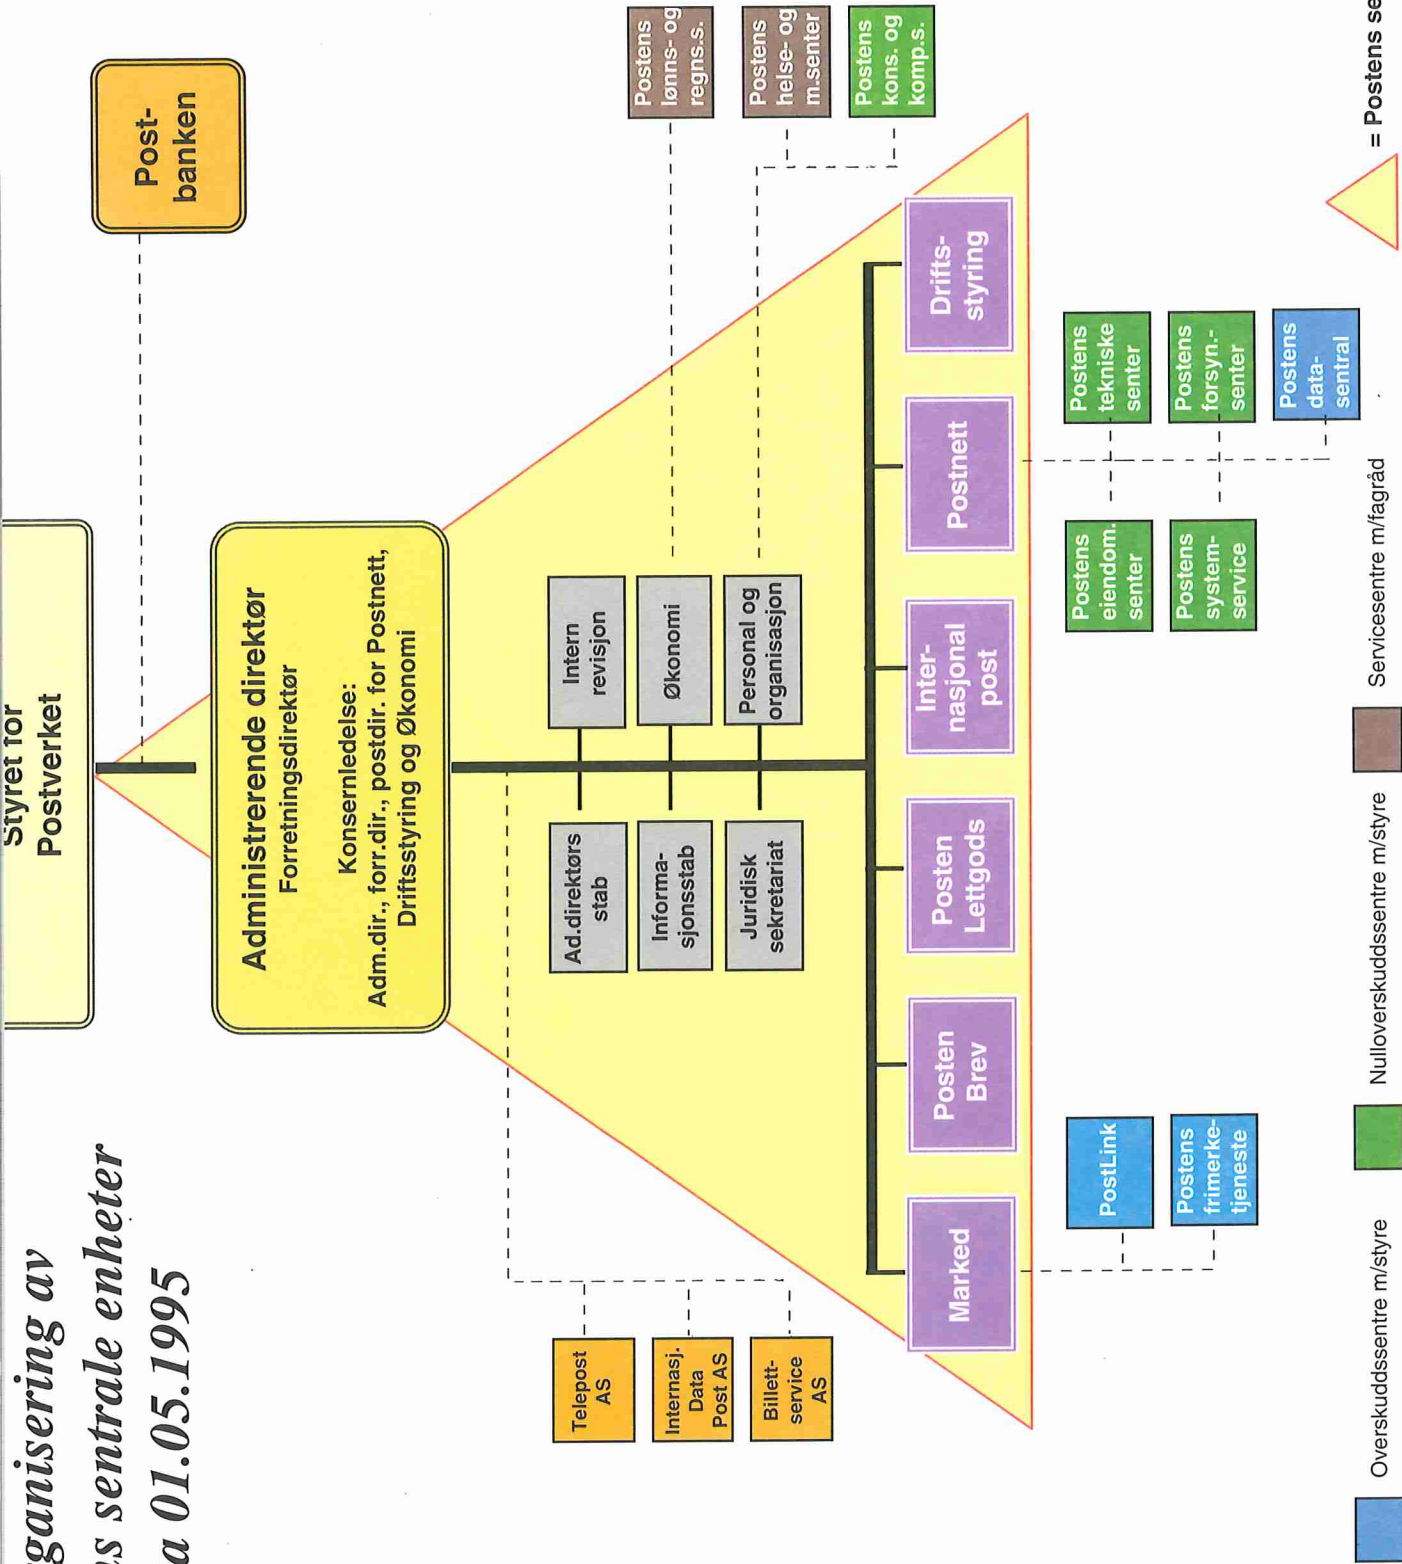 ganisering av
s sentrale enheter
a 01.05.1995
Styret for
Postverket
Post-
banken
Administrerende direktør
Forretningsdirektør
Konsernledelse:
Adm.dir., forr.dir., postdir. for Postnett,
Driftsstyring og Økonomi
Ad.direktørs
stab
Intern
revisjon
Informa-
sjonsstab
Økonomi
Juridisk
sekretariat
Personal og
organisasjon
Telepost
AS
Internasj.
Data
Post AS
Billett-
service
AS
Postens
lønns- og
regns.s.
Postens
helse- og
m.senter
Postens
kons. og
komp.s.
Marked
Posten
Brev
Posten
Lettgods
Inter-
nasjonal
post
Postnett
Drifts-
styring
PostLink
Postens
frimerke-
tjeneste
Postens
eiendom.
senter
Postens
tekniske
senter
Postens
system-
service
Postens
forsyn.-
senter
Postens
data-
sentral
Overskuddssentre m/styre
Nulloverskuddssentre m/styre
Servicesentre m/fagråd
= Postens se